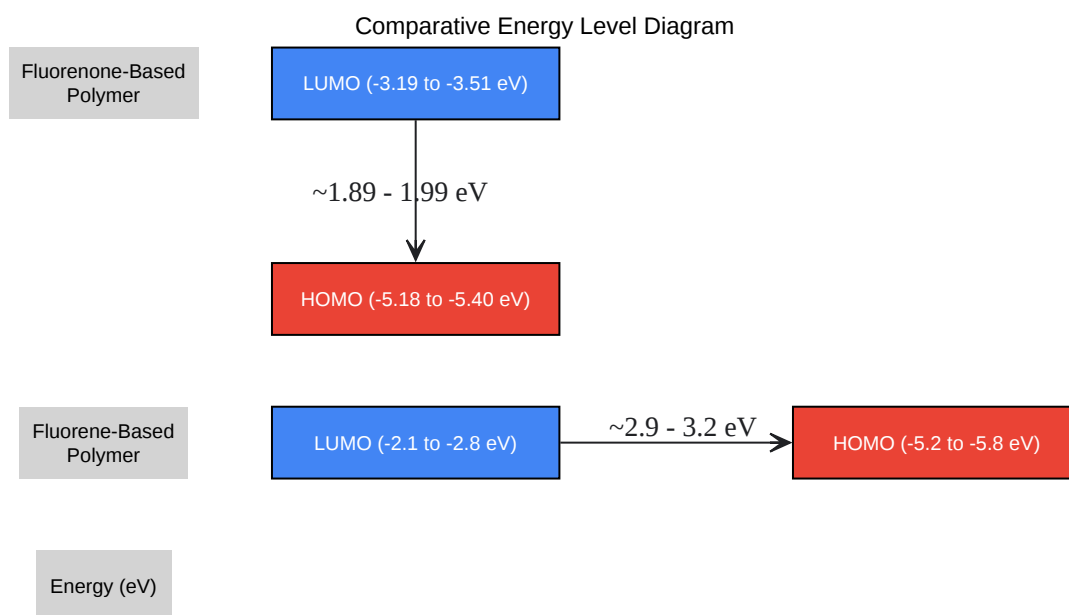 Comparative Energy Level Diagram
Fluorenone-Based
Polymer
LUMO (-3.19 to -3.51 eV)
~1.89 - 1.99 eV
HOMO (-5.18 to -5.40 eV)
Fluorene-Based
Polymer
LUMO (-2.1 to -2.8 eV)
~2.9 - 3.2 eV
HOMO (-5.2 to -5.8 eV)
Energy (eV)